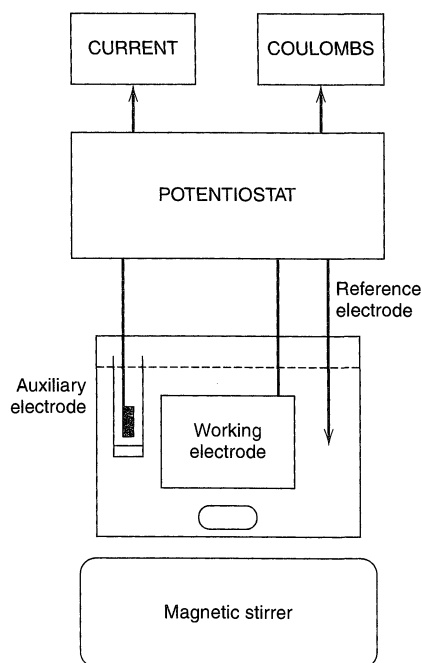 CURRENT
COULOMBS
POTENTIOSTAT
Reference
electrode
Auxiliary
electrode
Working
electrode
Magnetic stirrer